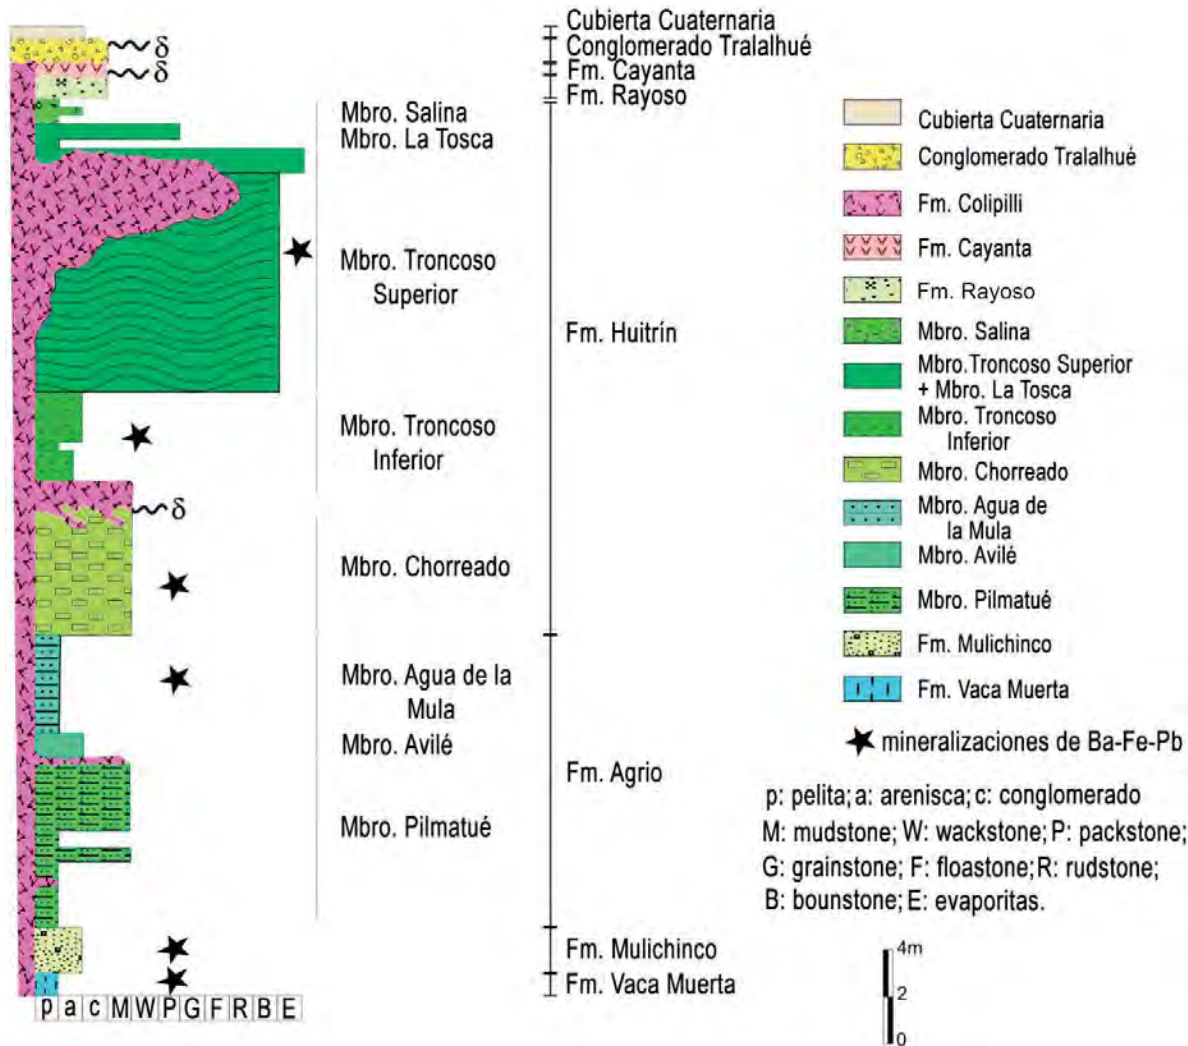 δ
δ
Mbro. Salina
Mbro. La Tosca
Mbro. Troncoso
Superior
Mbro. Troncoso
Inferior
δ
Mbro. Chorreado
Mbro. Agua de la
Mula
Mbro. Avilé
Mbro. Pilmatué
p a c M W P G F R B E
Cubierta Cuaternaria
Conglomerado Tralalhué
Fm. Cayanta
Fm. Rayoso
Fm. Huitrín
Fm. Agrio
Fm. Mulichinco
Fm. Vaca Muerta
Cubierta Cuaternaria
Conglomerado Tralalhué
Fm. Colipilli
Fm. Cayanta
Fm. Rayoso
Mbro. Salina
Mbro.Troncoso Superior
+ Mbro. La Tosca
Mbro. Troncoso
Inferior
Mbro. Chorreado
Mbro. Agua de
la Mula
Mbro. Avilé
Mbro. Pilmatué
Fm. Mulichinco
Fm. Vaca Muerta
mineralizaciones de Ba-Fe-Pb
p: pelita; a: arenisca; c: conglomerado
M: mudstone; W: wackstone; P: packstone;
G: grainstone; F: floastone; R: rudstone;
B: bounstone; E: evaporitas.
4m
2
0